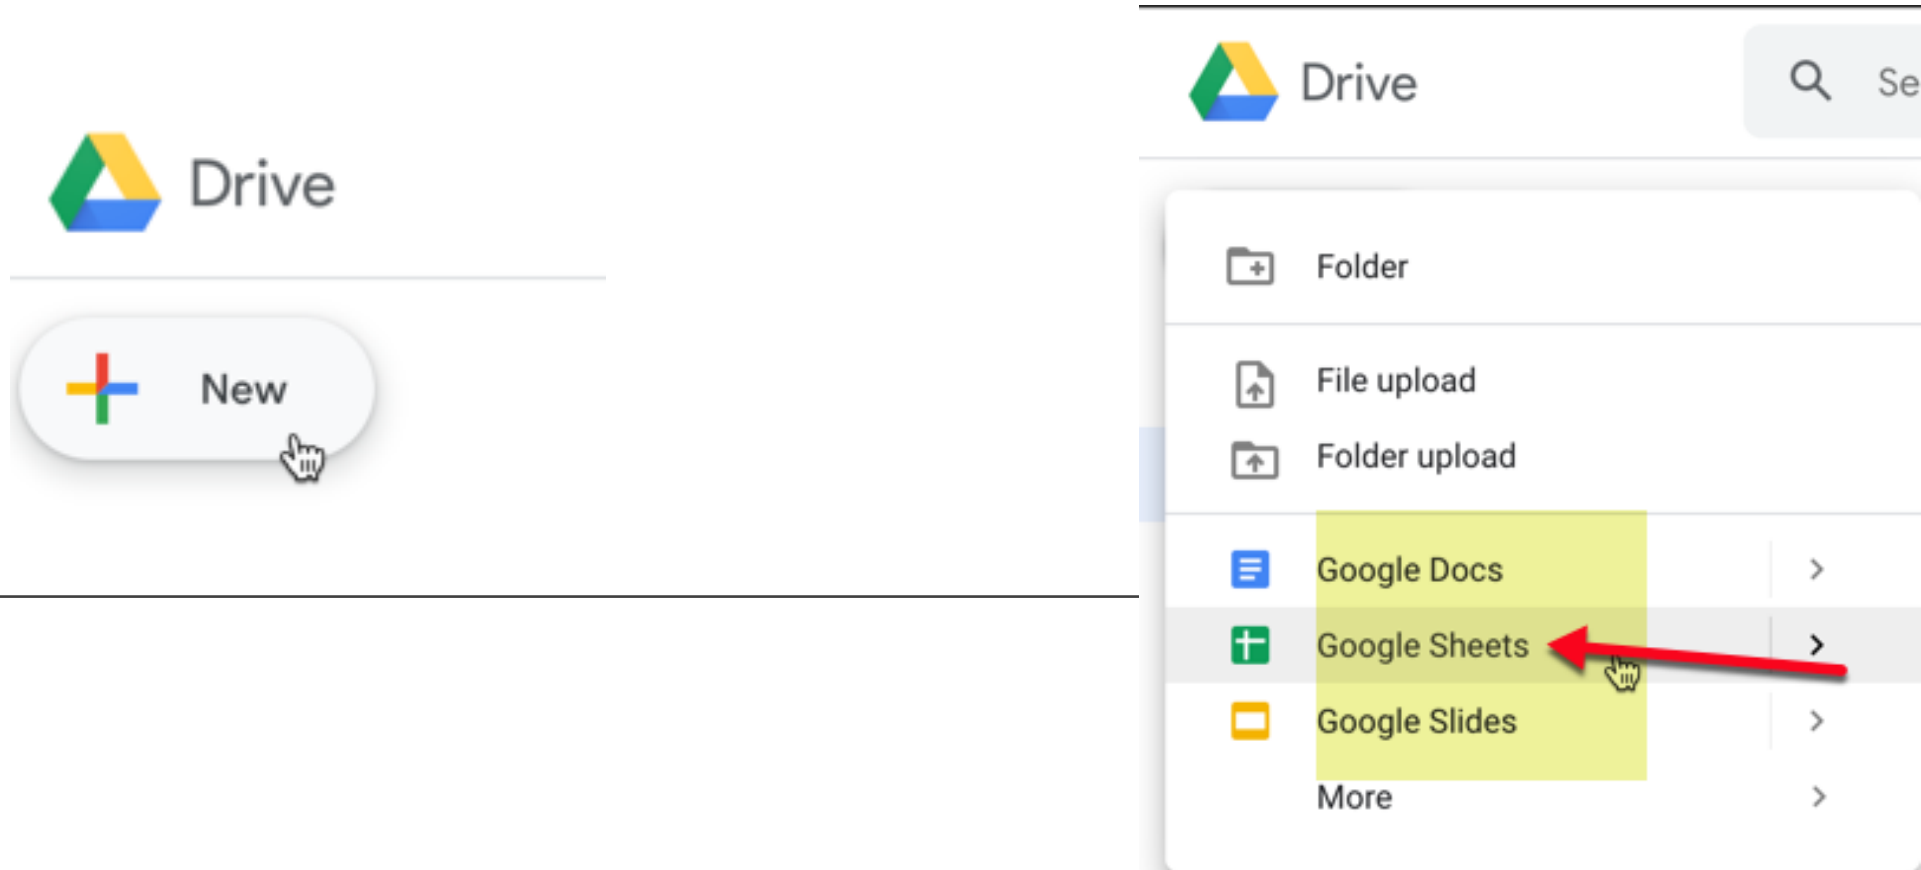 Drive
New
Drive
Se
Folder
File upload
Folder upload
Google Docs
Google Sheets
Google Slides
More